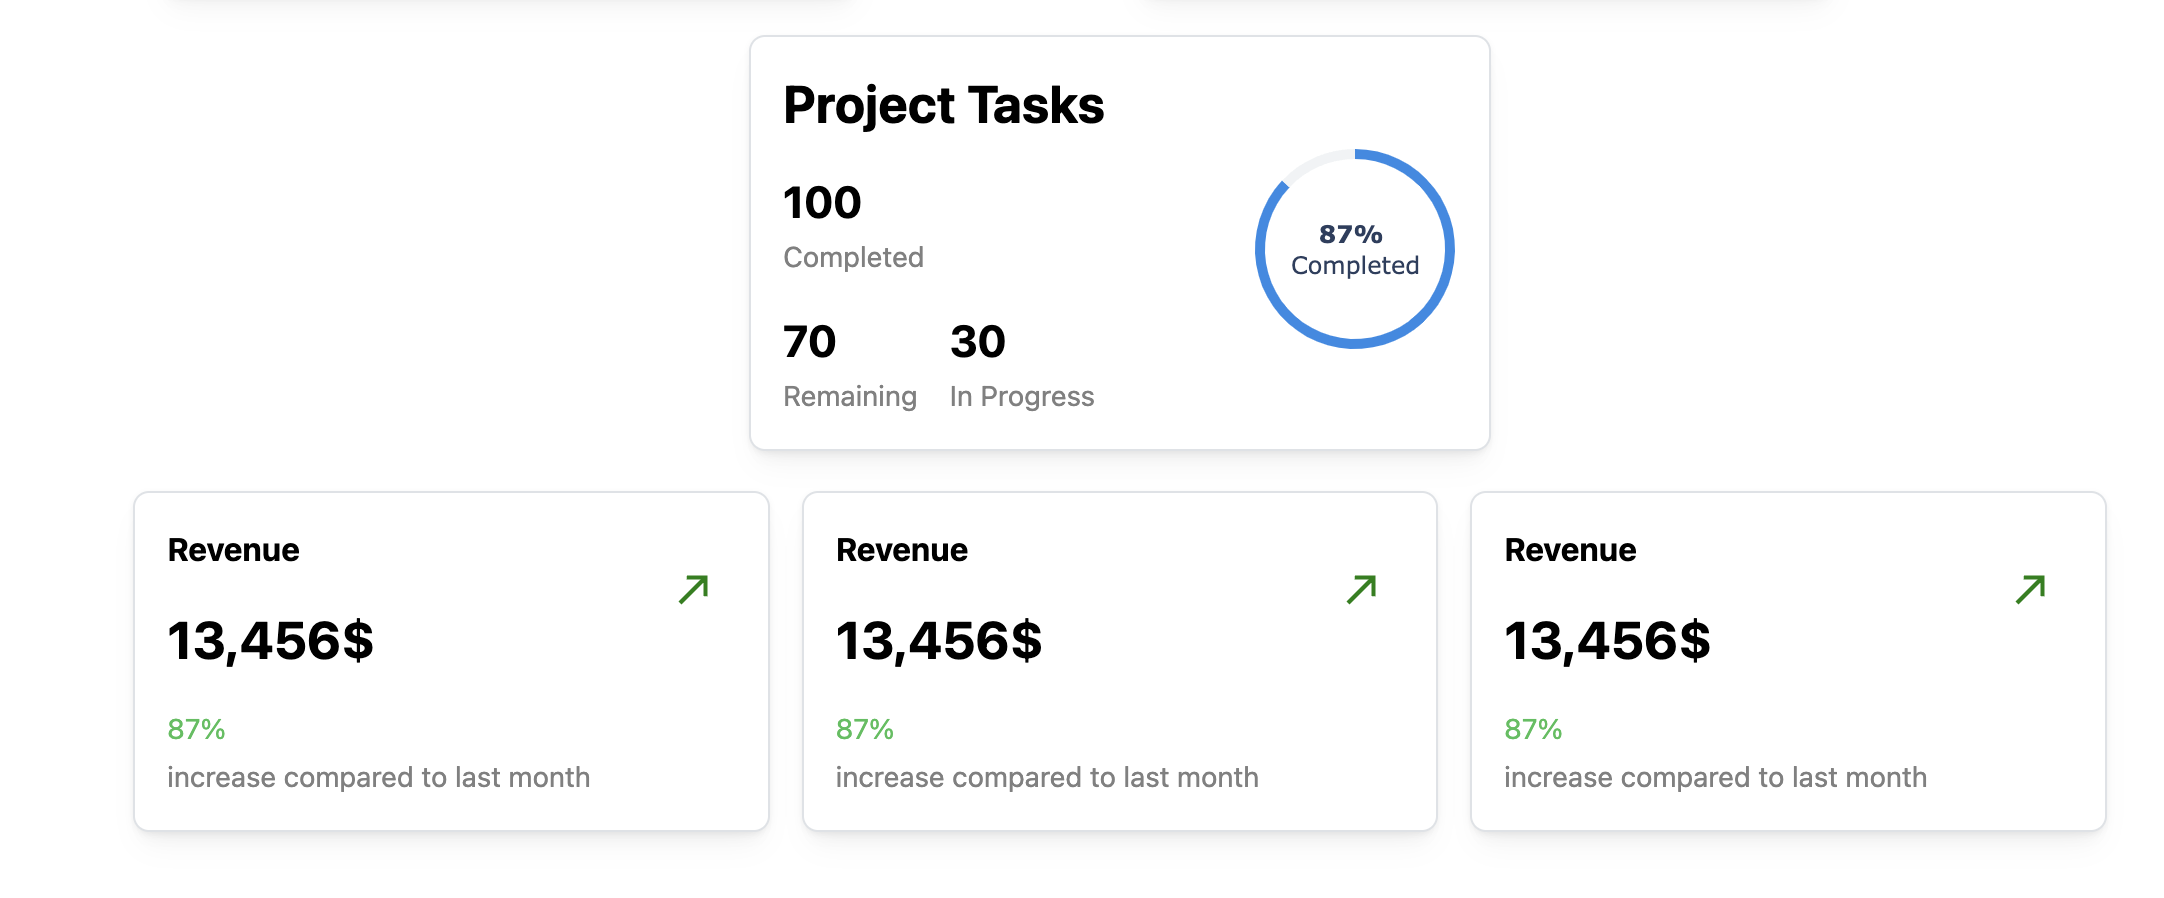 Project Tasks
100
Completed
87%
Completed
70 30
Remaining In Progress
Revenue
13,456$
87%
increase compared to last month
Revenue
13,456$
87%
increase compared to last month
Revenue
13,456$
87%
increase compared to last month